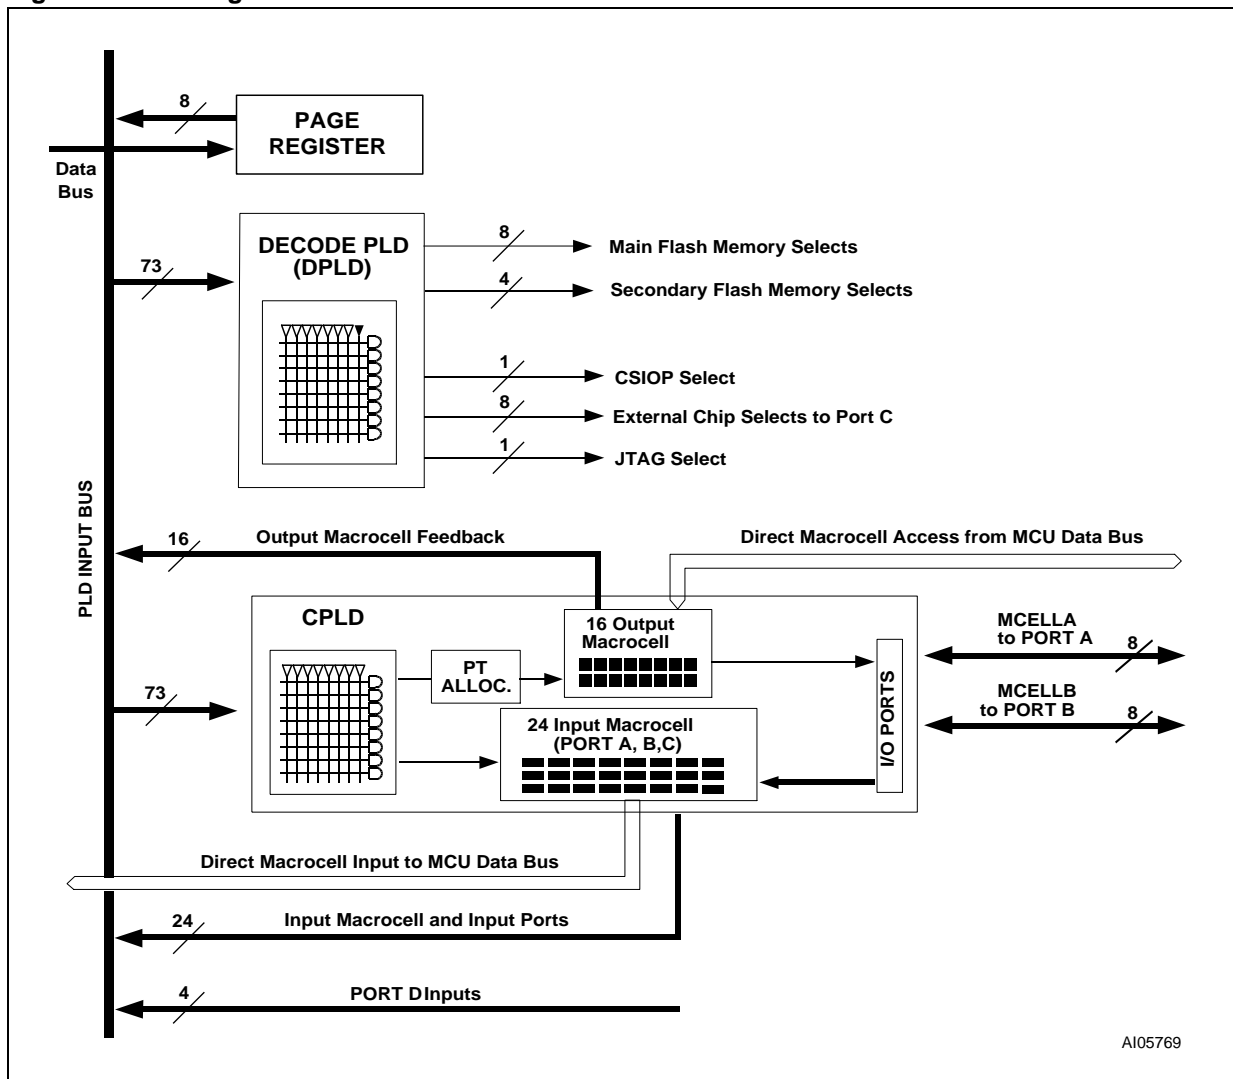 8
PAGE
REGISTER
Data
Bus
DECODE PLD
(DPLD)
73
8
Main Flash Memory Selects
4
Secondary Flash Memory Selects
1
CSIOP Select
8
External Chip Selects to Port C
1
JTAG Select
PLD INPUT BUS
16
Output Macrocell Feedback
Direct Macrocell Access from MCU Data Bus
CPLD
16 Output
Macrocell
PT
ALLOC.
73
24 Input Macrocell
(PORT A, B,C)
I/O PORTS
MCELLA
to PORT A
8
MCELLB
to PORT B
8
Direct Macrocell Input to MCU Data Bus
24
Input Macrocell and Input Ports
4
PORT D Inputs
AI05769